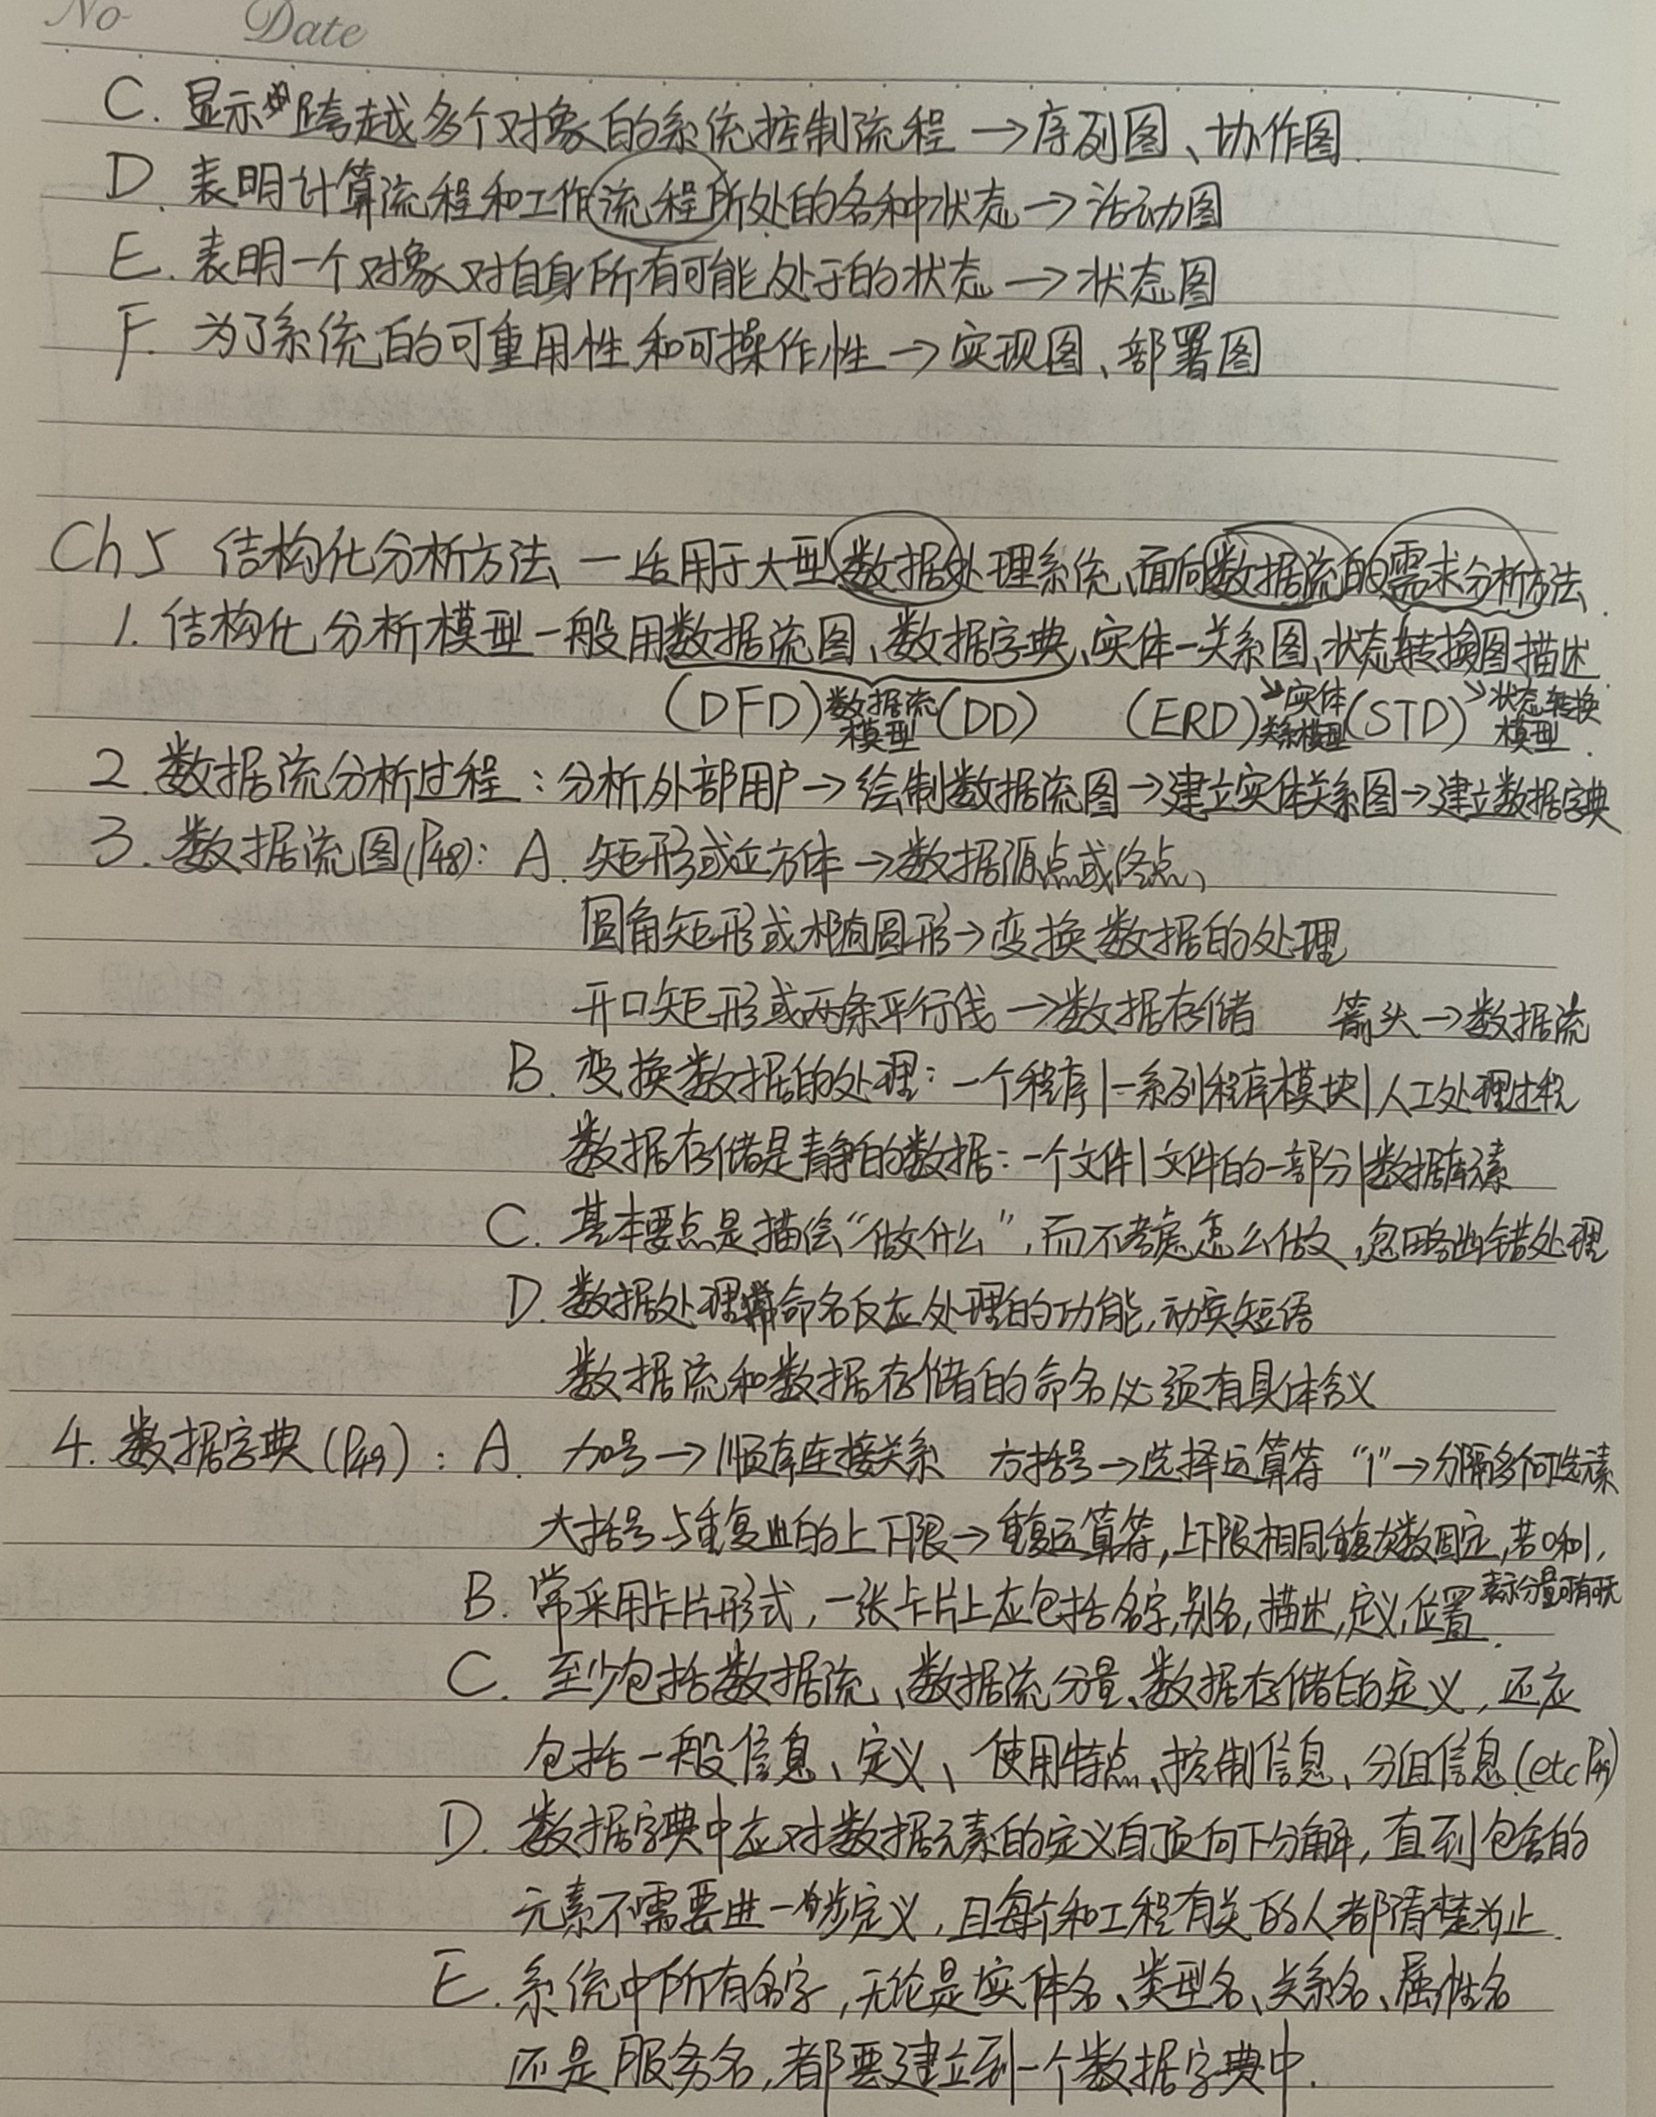 No Date
C. 显示跨越多个对象的系统控制流程→序列图、协作图.
D. 表明计算流程和工作流程所处的各种状态→活动图
E. 表明一个对象对自身所有可能处于的状态→状态图
F. 为了系统的可重用性和可操作性→实现图、部署图
Ch5 结构化分析方法—适用于大型数据处理系统、面向数据流的需求分析方法.
1. 结构化分析模型一般用数据流图、数据字典、实体-关系图、状态转换图描述.
(DFD)数据流模型(DD) (ERD)→实体关系模型(STD)→状态转换模型.
2. 数据流分析过程:分析外部用户→绘制数据流图→建立实体关系图→建立数据字典
3. 数据流图(P48): A. 矩形或立方体→数据源点或终点、
圆角矩形或椭圆形→变换数据的处理
开口矩形或两条平行线→数据存储 箭头→数据流
B. 变换数据的处理:一个程序|一系列程序模块|人工处理过程
数据存储是静的数据:一个文件|文件的一部分|数据库元素
C. 基本要点是描绘“做什么”,而不考虑怎么做,忽略出错处理
D. 数据处理命名反应处理的功能,动宾短语
数据流和数据存储的命名必须有具体含义
4. 数据字典(P49): A. 加号→顺序连接关系 方括号→选择运算符 “|”→分隔多个可选元素
大括号与重复的上下限→重复运算符,上下限相同重复次数固定,若0和1,
表示分量可有可无
B. 常采用卡片形式,一张卡片上应包括名字,别名,描述,定义,位置.
C. 至少包括数据流、数据流分量、数据存储的定义,还应
包括一般信息、定义、使用特点、控制信息、分组信息(etc P49)
D. 数据字典中应对数据元素的定义自顶向下分解,直到包含的
元素不需要进一步定义,且每个和工程有关的人都清楚为止.
E. 系统中所有名字,无论是实体名、类型名、关系名、属性名
还是服务名,都要建立到一个数据字典中.